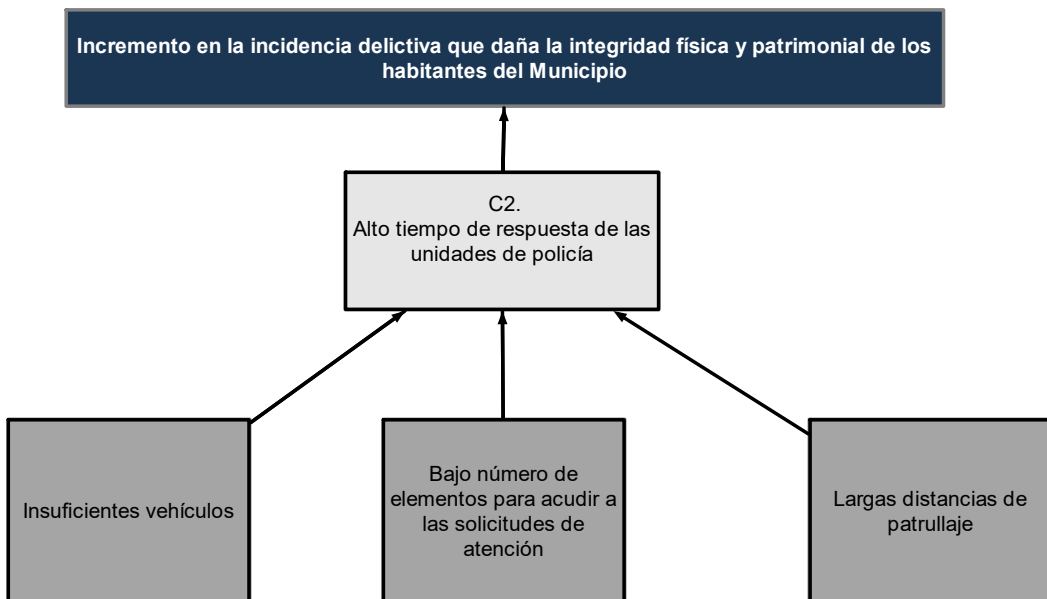 Incremento en la incidencia delictiva que daña la integridad física y patrimonial de los
habitantes del Municipio
C2.
Alto tiempo de respuesta de las
unidades de policía
Insuficientes vehículos
Bajo número de
elementos para acudir a
las solicitudes de
atención
Largas distancias de
patrullaje